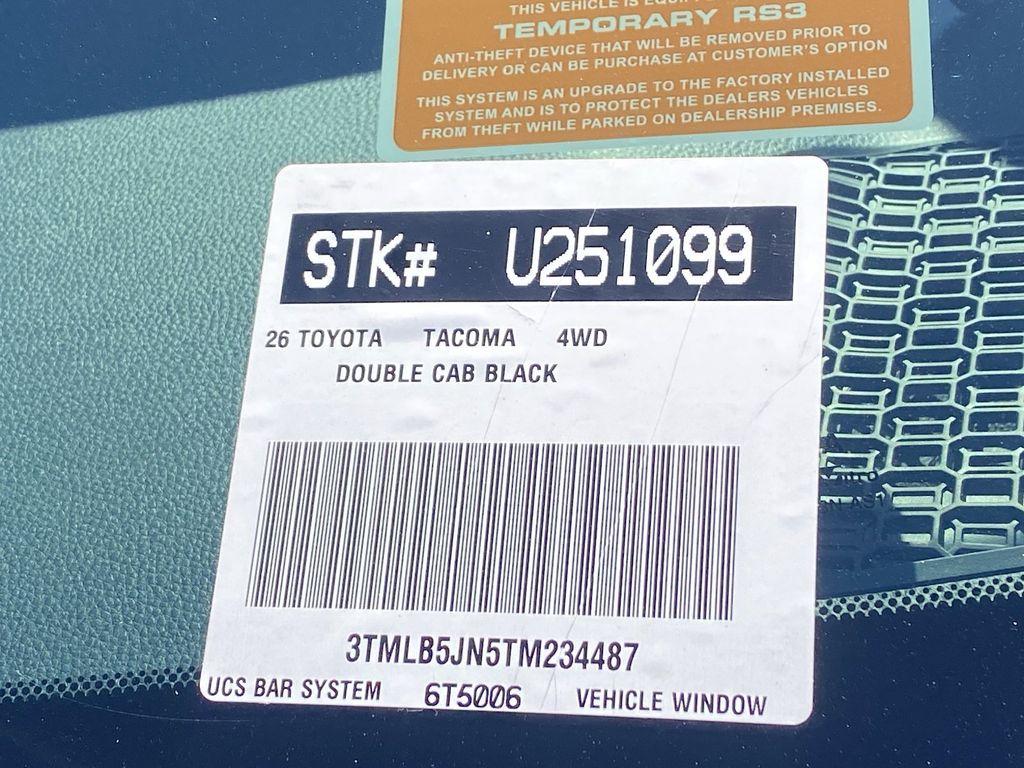 THIS VEHICLE IS
TEMPORARY RS3
ANTI-THEFT DEVICE THAT WILL BE REMOVED PRIOR TO
DELIVERY OR CAN BE PURCHASE AT CUSTOMER'S OPTION
THIS SYSTEM IS AN UPGRADE TO THE FACTORY INSTALLED
SYSTEM AND IS TO PROTECT THE DEALERS VEHICLES
FROM THEFT WHILE PARKED ON DEALERSHIP PREMISES.
STK# U251099
26 TOYOTA TACOMA 4WD
DOUBLE CAB BLACK
3TMLB5JN5TM234487
UCS BAR SYSTEM 6T5006 VEHICLE WINDOW